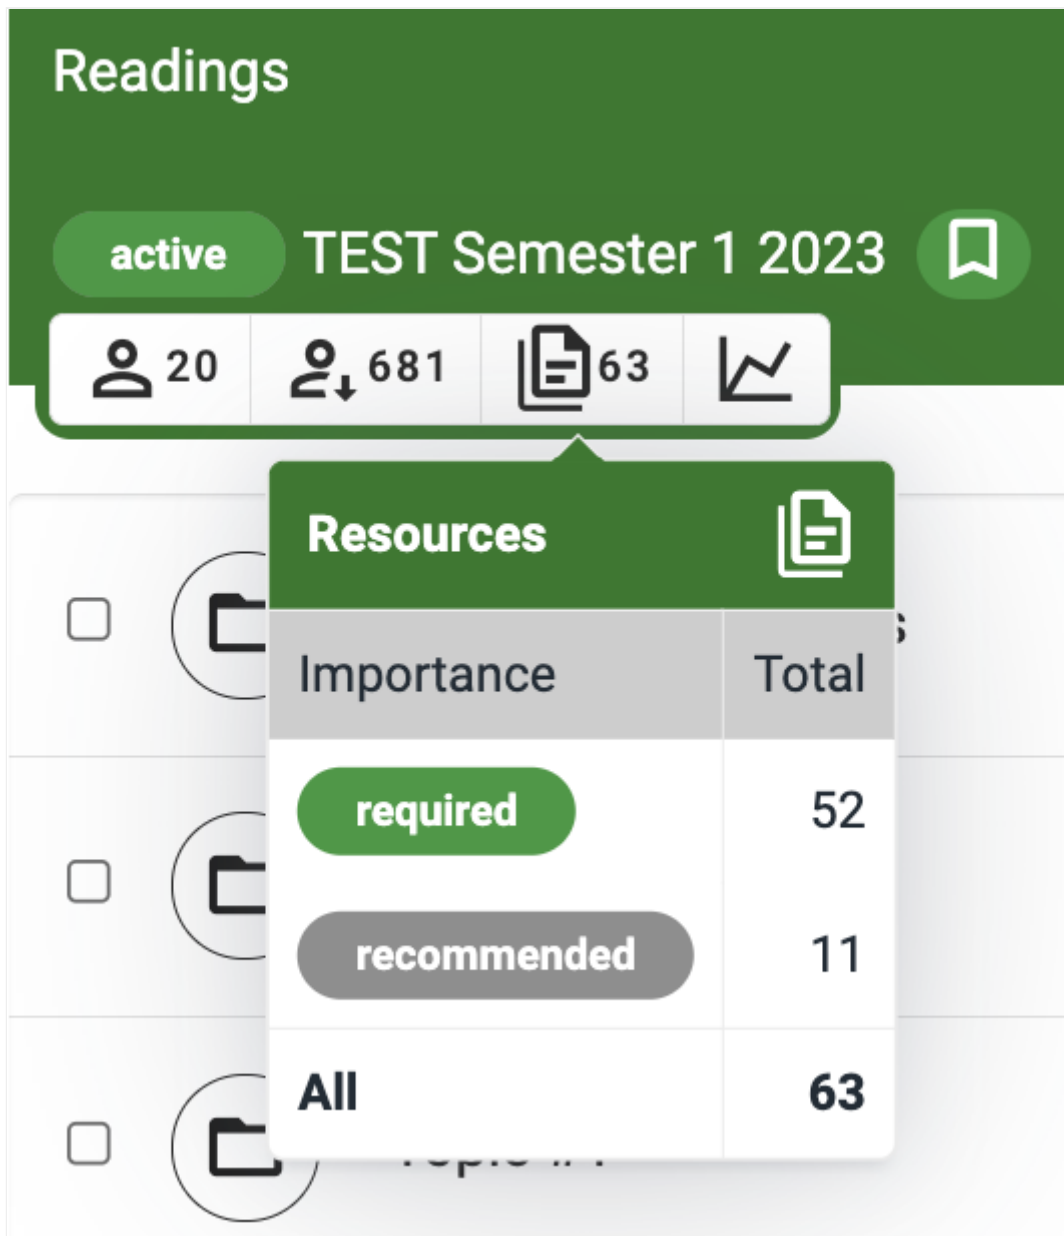 Readings
active TEST Semester 1 2023
20 681 63
Resources
Importance Total
required 52
recommended 11
All 63